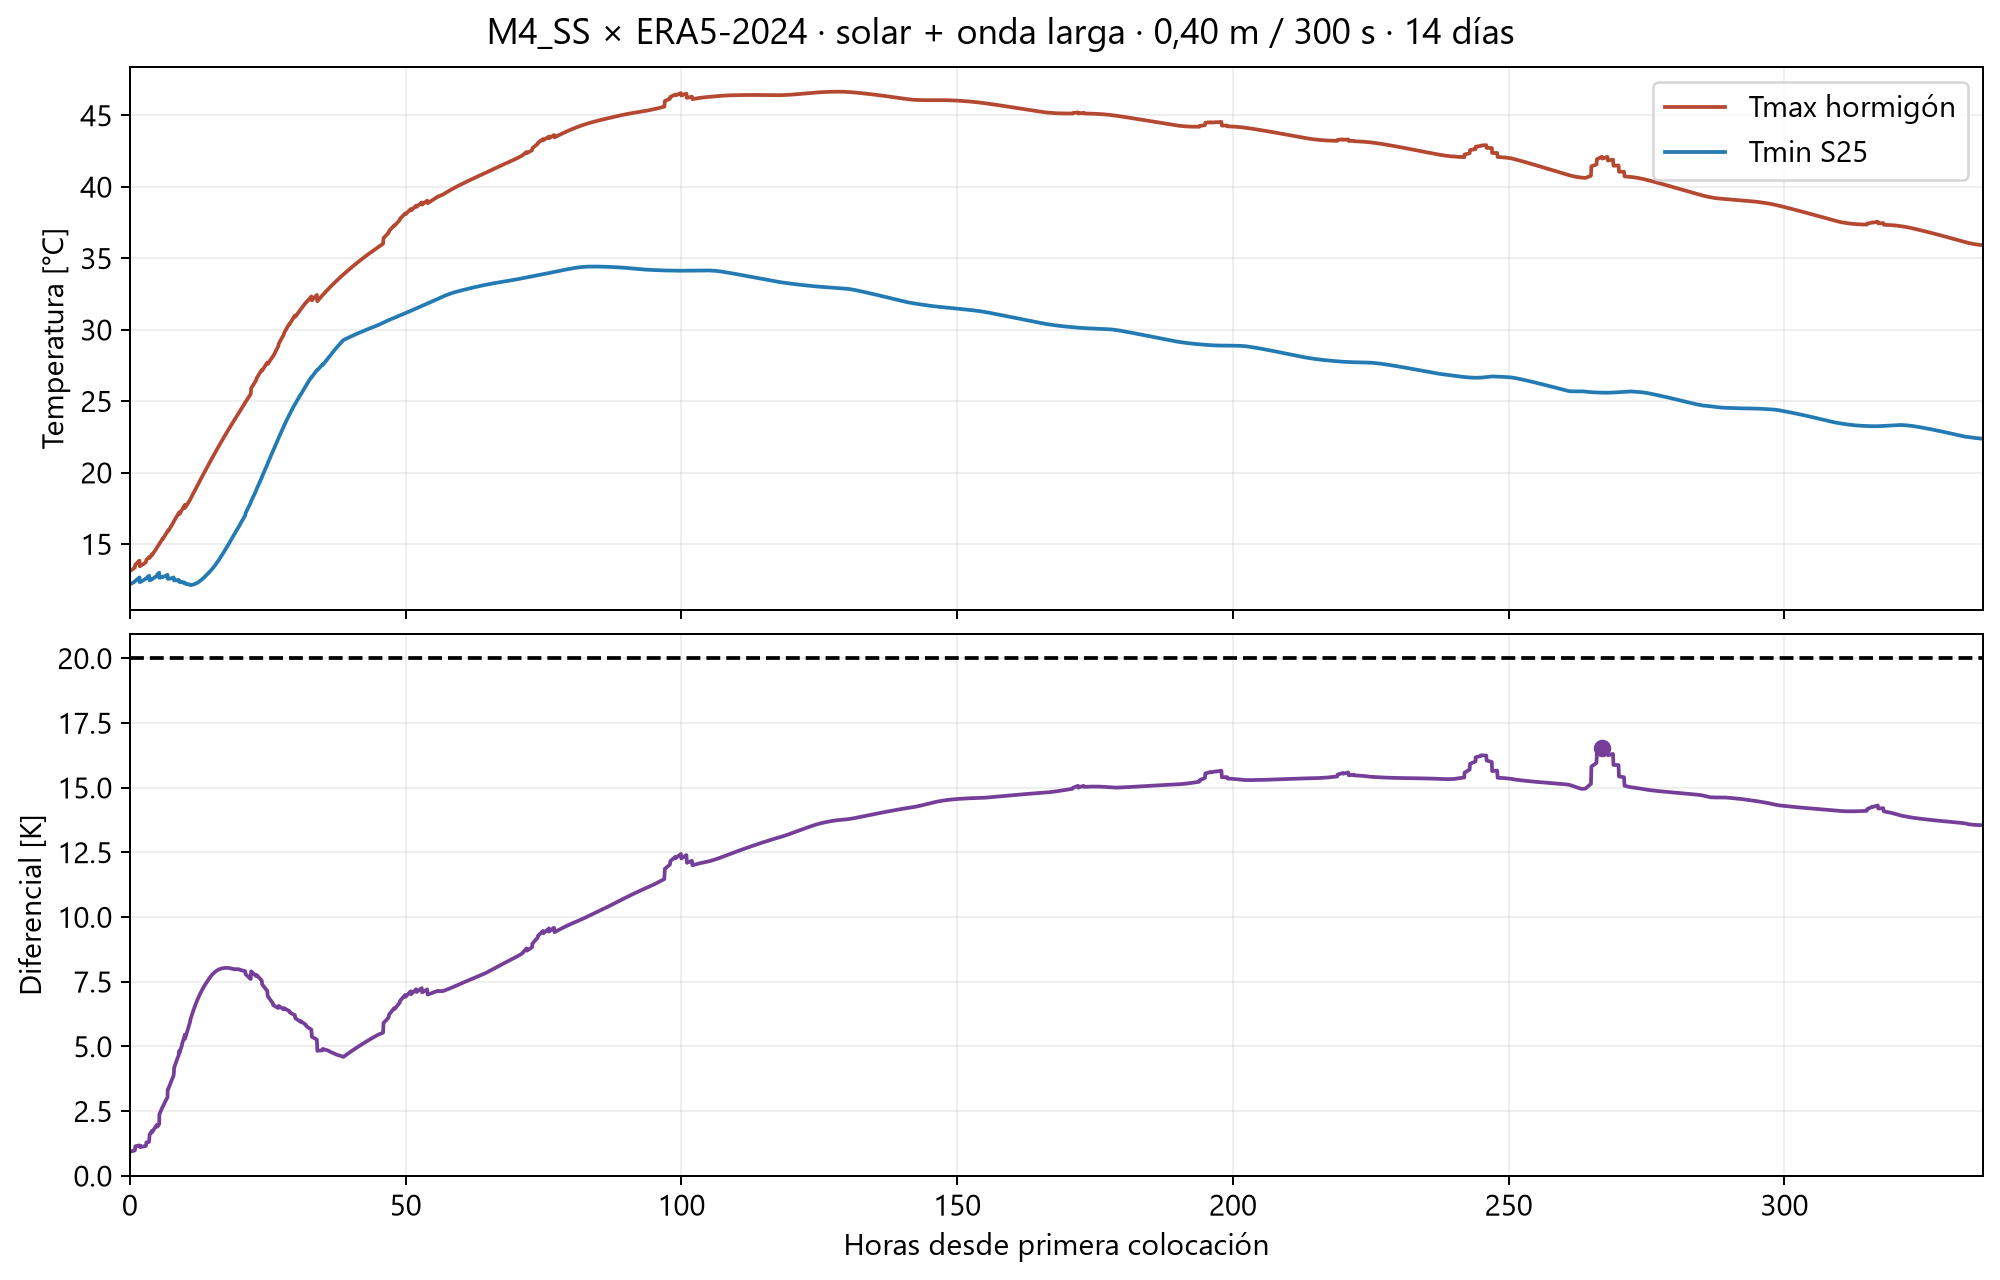 M4_SS × ERA5-2024 · solar + onda larga · 0,40 m / 300 s · 14 días
Temperatura [°C]
45
40
35
30
25
20
15
Tmax hormigón
Tmin S25
Diferencial [K]
20.0
17.5
15.0
12.5
10.0
7.5
5.0
2.5
0.0
0 50 100 150 200 250 300
Horas desde primera colocación